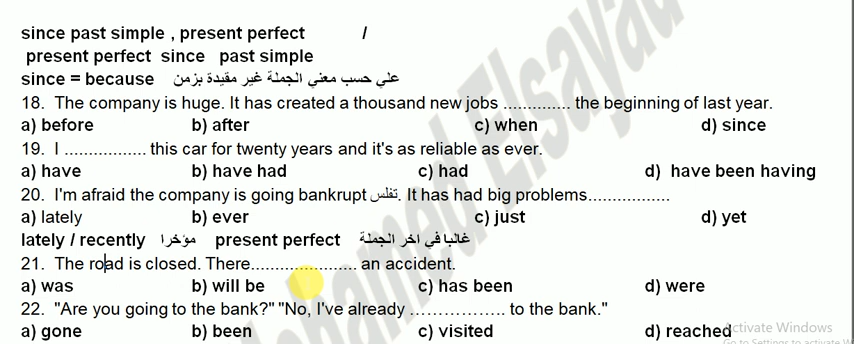 since past simple , present perfect /
present perfect since past simple
since = because علي حسب معني الجملة غير مقيدة بزمن
18. The company is huge. It has created a thousand new jobs .............. the beginning of last year.
a) before b) after c) when d) since
19. I ................. this car for twenty years and it's as reliable as ever.
a) have b) have had c) had d) have been having
20. I'm afraid the company is going bankrupt تفلس. It has had big problems.................
a) lately b) ever c) just d) yet
lately / recently مؤخرا present perfect غالبا في اخر الجملة
21. The road is closed. There...................... an accident.
a) was b) will be c) has been d) were
22. "Are you going to the bank?" "No, I've already ................. to the bank."
a) gone b) been c) visited d) reached
Mohamed Elsayad
Activate Windows